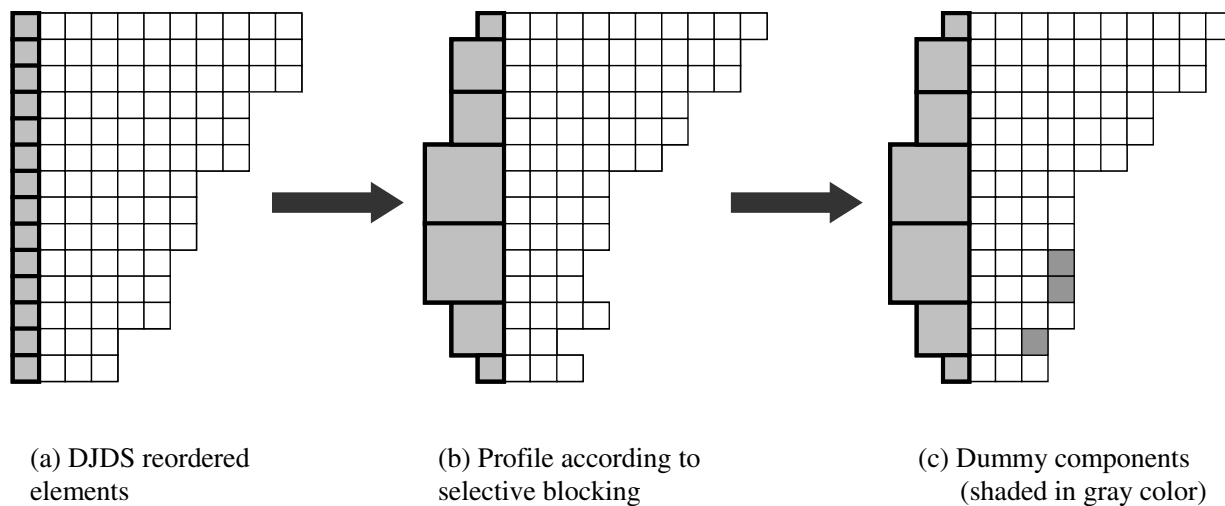 (a) DJDS reordered
elements
(b) Profile according to
selective blocking
(c) Dummy components
(shaded in gray color)